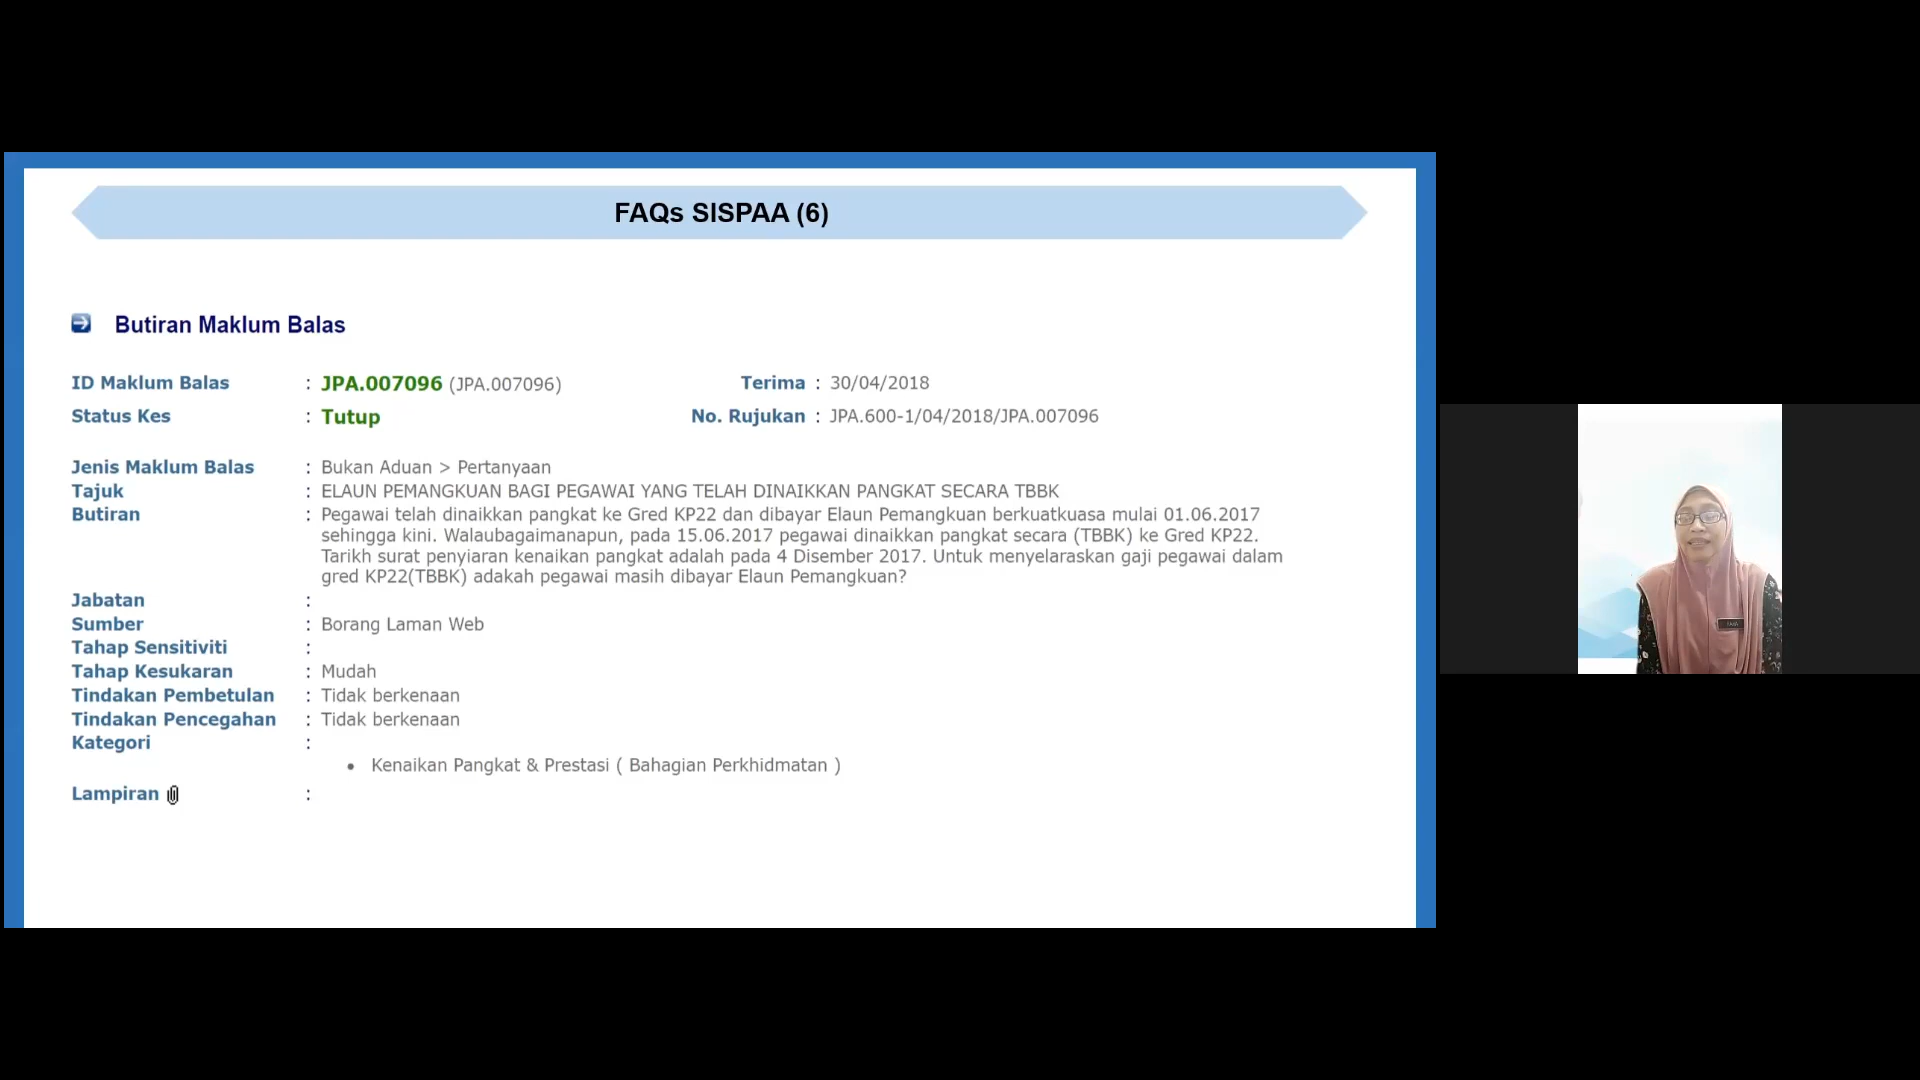 FAQs SISPAA (6)
Butiran Maklum Balas
ID Maklum Balas : JPA.007096 (JPA.007096) Terima : 30/04/2018
Status Kes : Tutup No. Rujukan : JPA.600-1/04/2018/JPA.007096
Jenis Maklum Balas : Bukan Aduan > Pertanyaan
Tajuk : ELAUN PEMANGKUAN BAGI PEGAWAI YANG TELAH DINAIKKAN PANGKAT SECARA TBBK
Butiran : Pegawai telah dinaikkan pangkat ke Gred KP22 dan dibayar Elaun Pemangkuan berkuatkuasa mulai 01.06.2017
sehingga kini. Walaubagaimanapun, pada 15.06.2017 pegawai dinaikkan pangkat secara (TBBK) ke Gred KP22.
Tarikh surat penyiaran kenaikan pangkat adalah pada 4 Disember 2017. Untuk menyelaraskan gaji pegawai dalam
gred KP22(TBBK) adakah pegawai masih dibayar Elaun Pemangkuan?
Jabatan :
Sumber : Borang Laman Web
Tahap Sensitiviti :
Tahap Kesukaran : Mudah
Tindakan Pembetulan : Tidak berkenaan
Tindakan Pencegahan : Tidak berkenaan
Kategori :
• Kenaikan Pangkat & Prestasi ( Bahagian Perkhidmatan )
Lampiran :